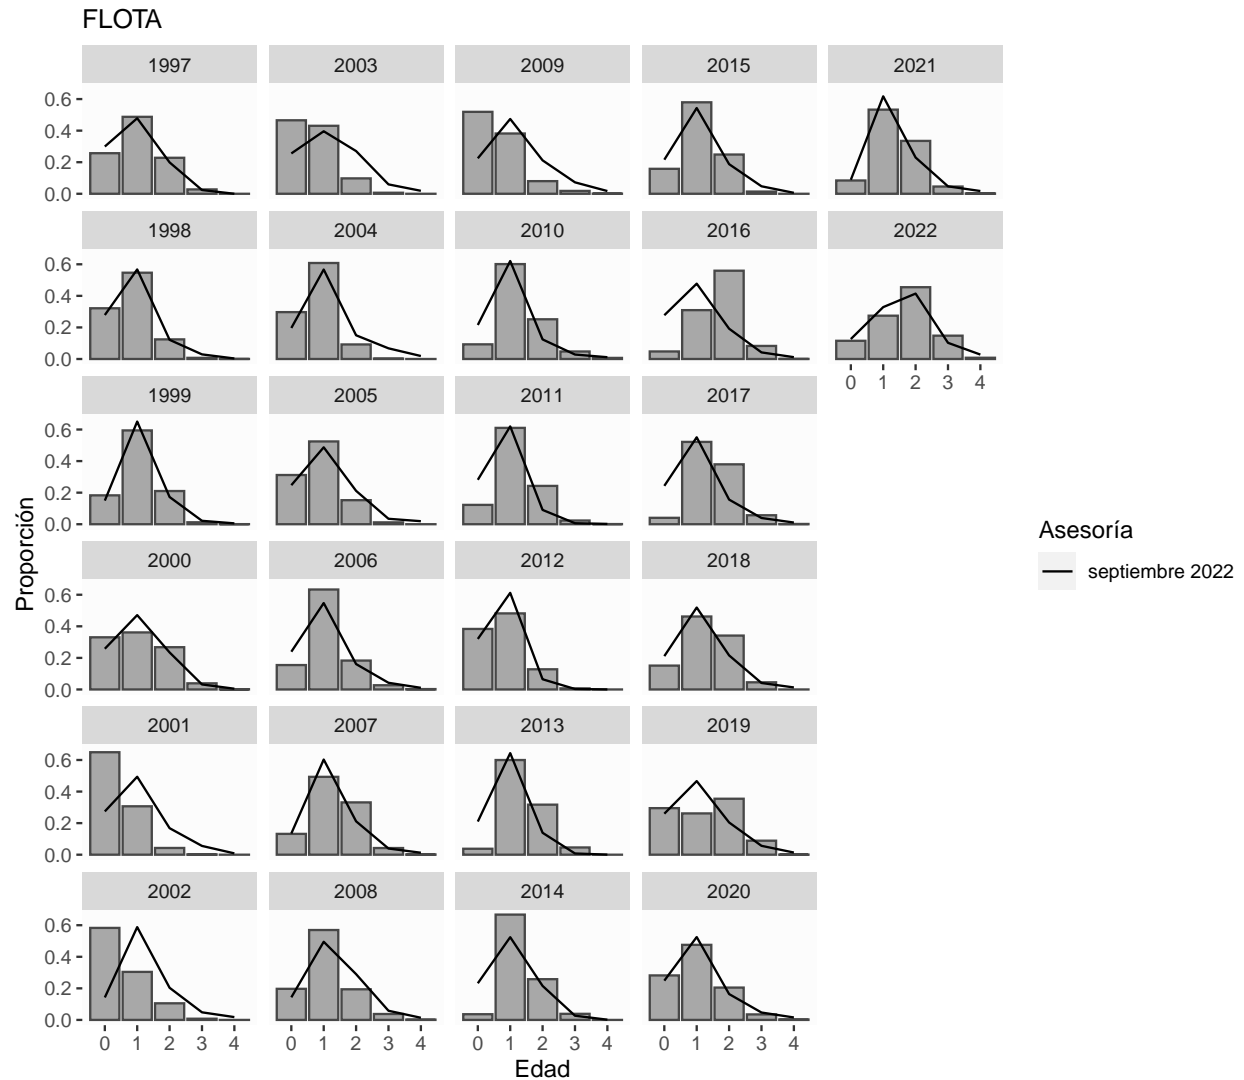 FLOTA
1997 2003 2009 2015 2021
0.6
0.4
0.2
0.0
1998 2004 2010 2016 2022
0.6
0.4
0.2
0.0
0 1 2 3 4
1999 2005 2011 2017
0.6
0.4
0.2
0.0
2000 2006 2012 2018
0.6
0.4
0.2
0.0
2001 2007 2013 2019
0.6
0.4
0.2
0.0
2002 2008 2014 2020
0.6
0.4
0.2
0.0
0 1 2 3 4 0 1 2 3 4 0 1 2 3 4 0 1 2 3 4
Edad
Proporción
Asesoría
septiembre 2022